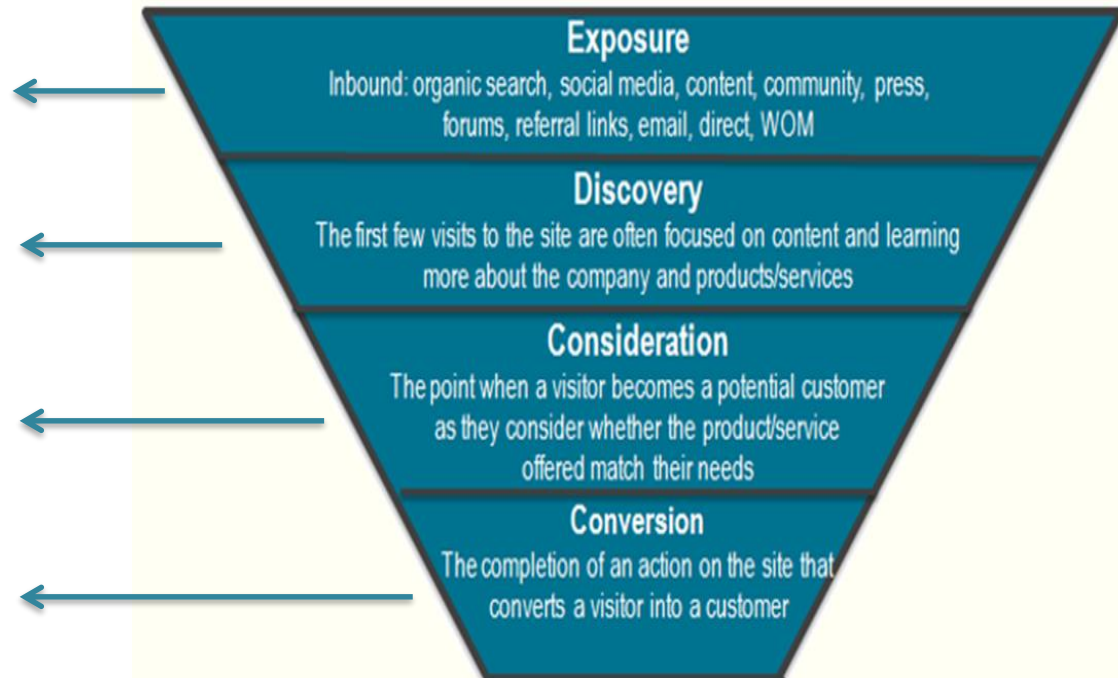 Exposure
Inbound: organic search, social media, content, community, press,
forums, referral links, email, direct, WOM
Discovery
The first few visits to the site are often focused on content and learning
more about the company and products/services
Consideration
The point when a visitor becomes a potential customer
as they consider whether the product/service
offered match their needs
Conversion
The completion of an action on the site that
converts a visitor into a customer